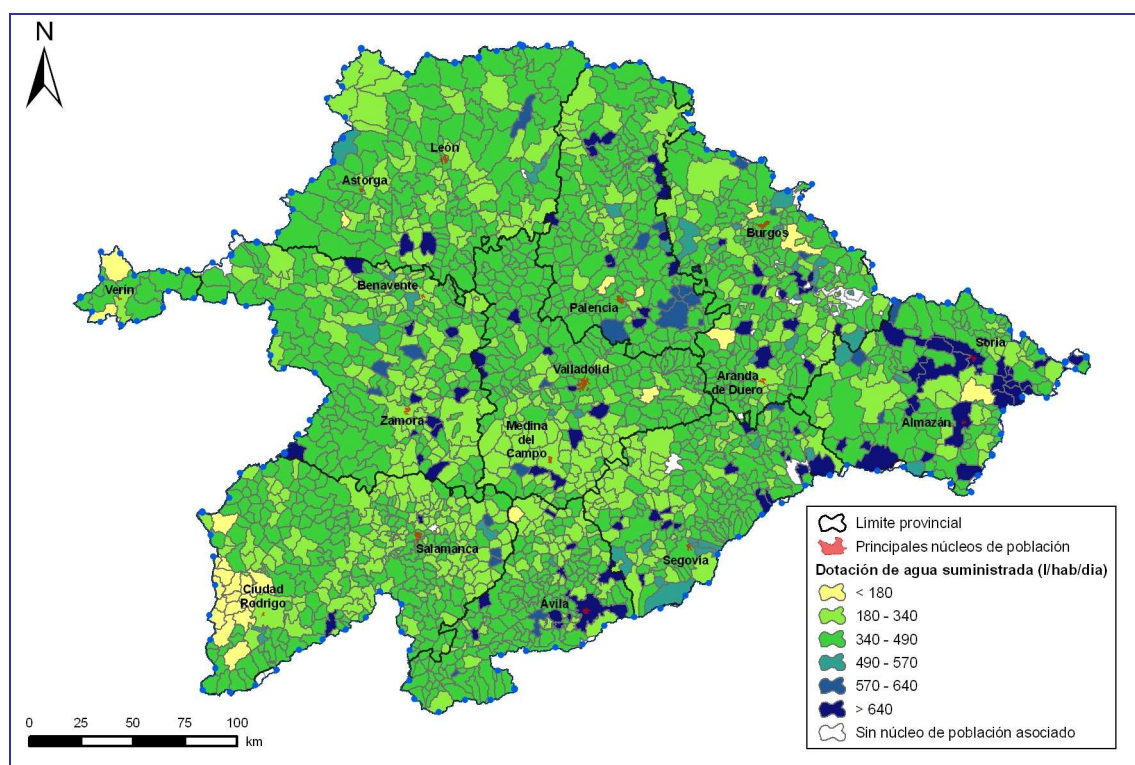 N
León
Astorga
Burgos
Verín
Benavente
Palencia
Soria
Valladolid
Aranda
de Duero
Zamora
Medina
del
Campo
Almazán
Salamanca
Segovia
Ciudad
Rodrigo
Ávila
Límite provincial
Principales núcleos de población
Dotación de agua suministrada (l/hab/dia)
< 180
180 - 340
340 - 490
490 - 570
570 - 640
> 640
Sin núcleo de población asociado
0 25 50 75 100
km